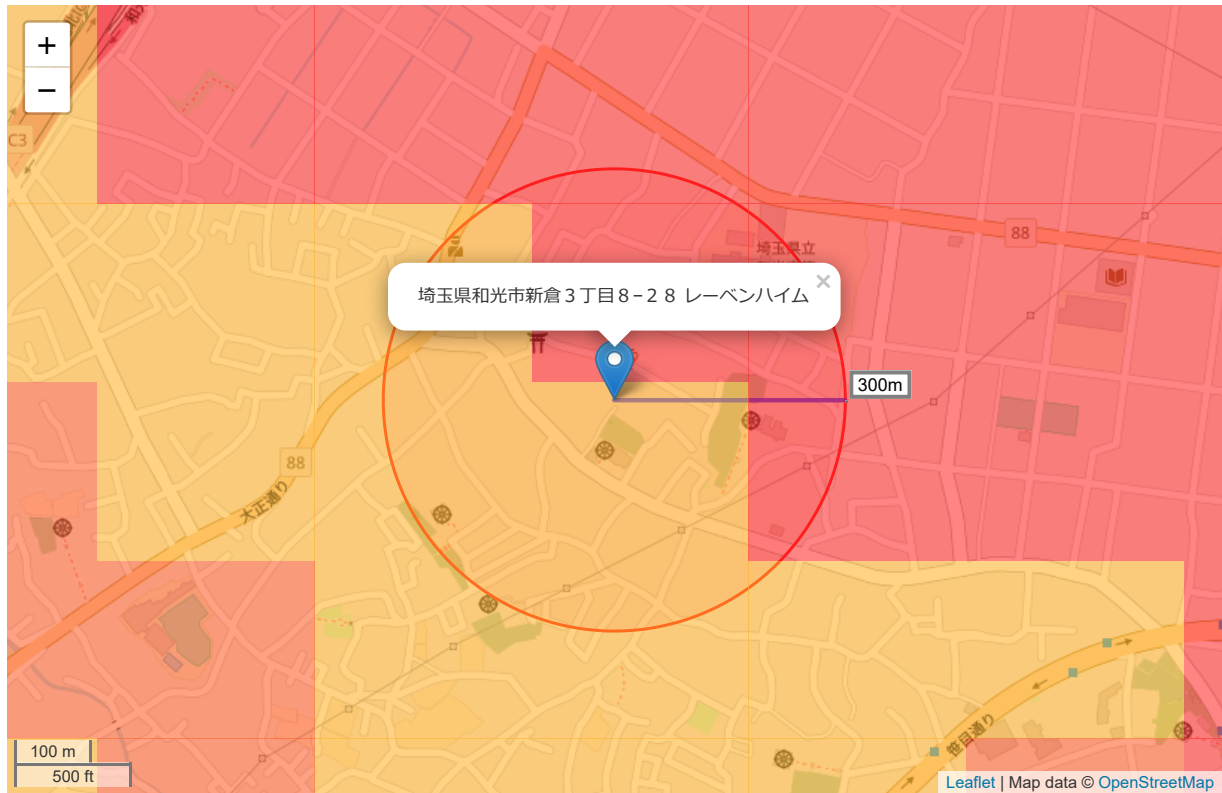 +
−
C3
埼玉県立
88
埼玉県和光市新倉３丁目８−２８ レーベンハイム
×
300m
88
大正通り
笹目通り
100 m
500 ft
Leaflet | Map data © OpenStreetMap